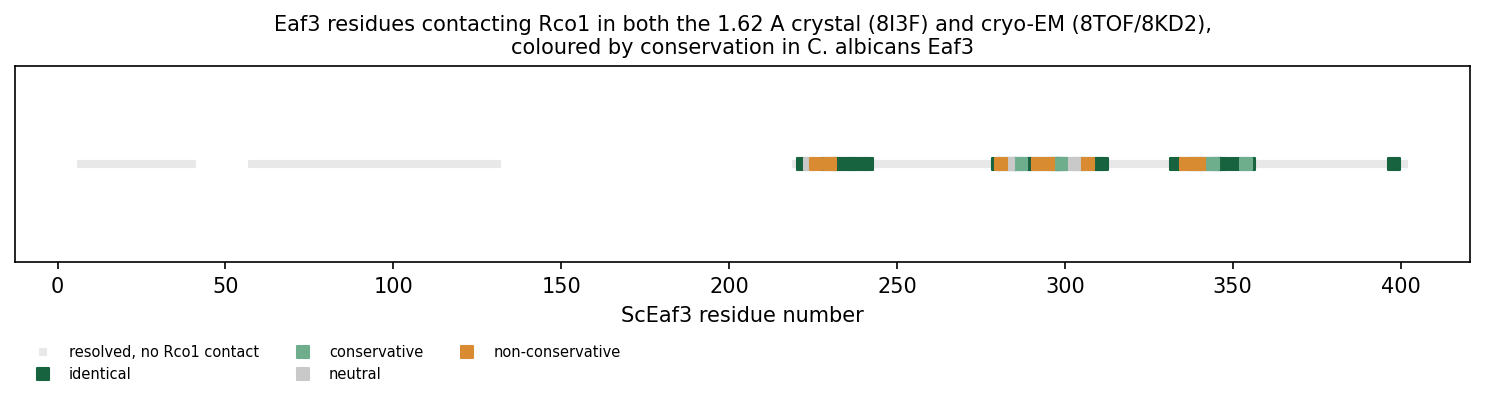 Eaf3 residues contacting Rco1 in both the 1.62 A crystal (8I3F) and cryo-EM (8TOF/8KD2),
coloured by conservation in C. albicans Eaf3
0 50 100 150 200 250 300 350 400
ScEaf3 residue number
resolved, no Rco1 contact conservative non-conservative
identical neutral